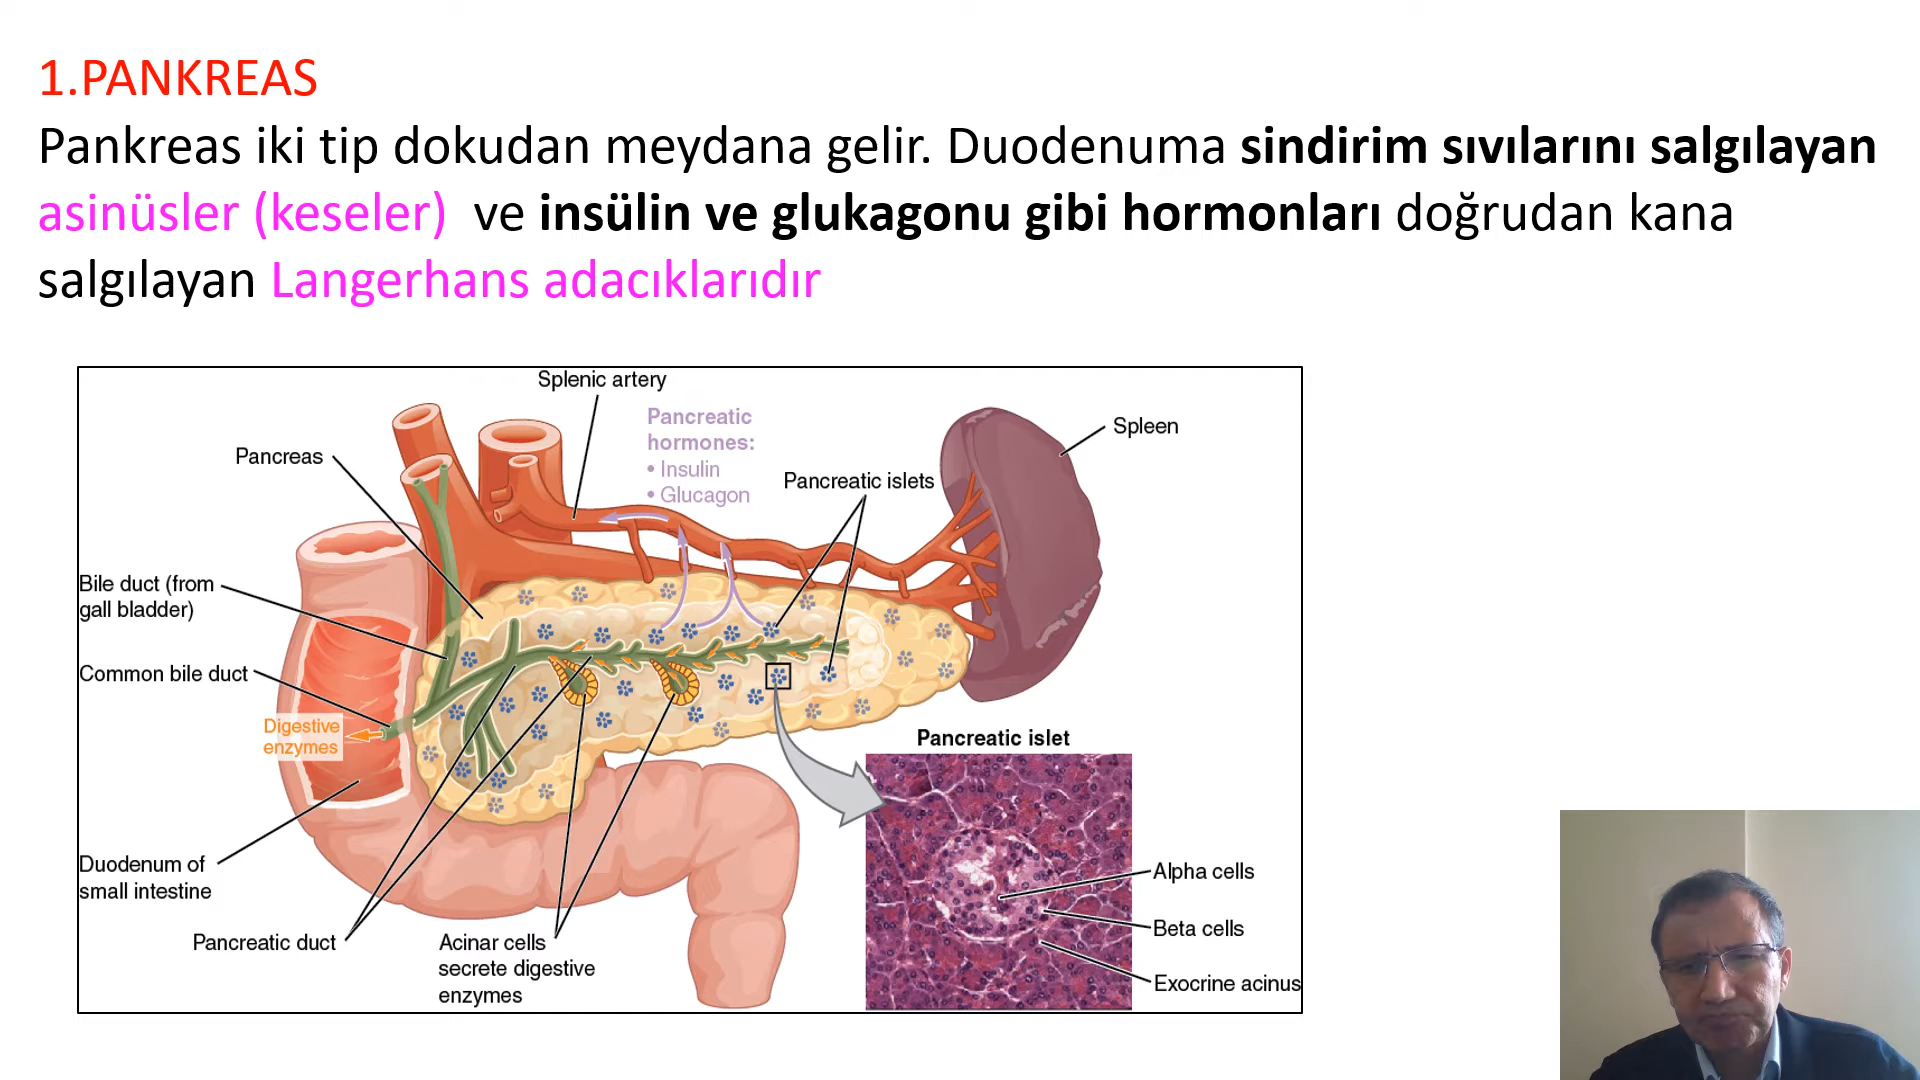 1.PANKREAS
Pankreas iki tip dokudan meydana gelir. Duodenuma sindirim sıvılarını salgılayan
asinüsler (keseler) ve insülin ve glukagonu gibi hormonları doğrudan kana
salgılayan Langerhans adacıklarıdır
Splenic artery
Pancreatic
hormones:
• Insulin
• Glucagon
Spleen
Pancreas
Pancreatic islets
Bile duct (from
gall bladder)
Common bile duct
Digestive
enzymes
Pancreatic islet
Duodenum of
small intestine
Alpha cells
Beta cells
Pancreatic duct
Acinar cells
secrete digestive
enzymes
Exocrine acinus